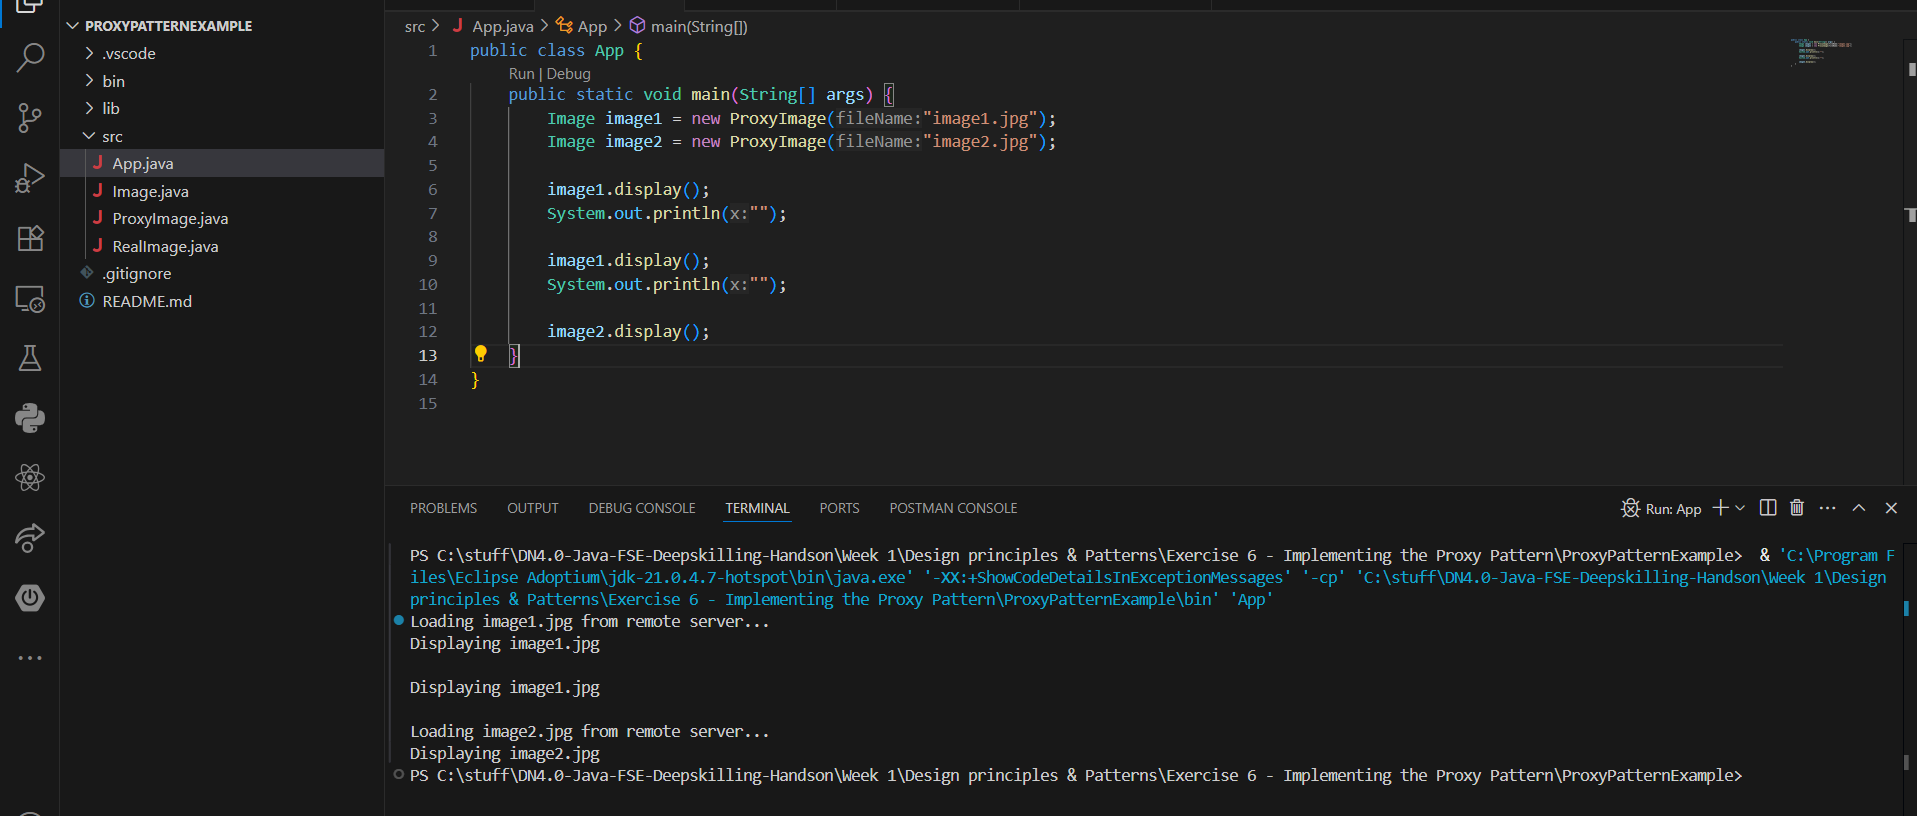 PROXYPATTERNEXAMPLE
.vscode
bin
lib
src
App.java
Image.java
ProxyImage.java
RealImage.java
.gitignore
README.md
src > App.java > App > main(String[])
1 public class App {
Run | Debug
2 public static void main(String[] args) {
3 Image image1 = new ProxyImage(fileName:"image1.jpg");
4 Image image2 = new ProxyImage(fileName:"image2.jpg");
5
6 image1.display();
7 System.out.println(x:"");
8
9 image1.display();
10 System.out.println(x:"");
11
12 image2.display();
13 }
14 }
15
PROBLEMS OUTPUT DEBUG CONSOLE TERMINAL PORTS POSTMAN CONSOLE
Run: App
PS C:\stuff\DN4.0-Java-FSE-Deepskilling-Handson\Week 1\Design principles & Patterns\Exercise 6 - Implementing the Proxy Pattern\ProxyPatternExample> & 'C:\Program F
iles\Eclipse Adoptium\jdk-21.0.4.7-hotspot\bin\java.exe' '-XX:+ShowCodeDetailsInExceptionMessages' '-cp' 'C:\stuff\DN4.0-Java-FSE-Deepskilling-Handson\Week 1\Design
principles & Patterns\Exercise 6 - Implementing the Proxy Pattern\ProxyPatternExample\bin' 'App'
Loading image1.jpg from remote server...
Displaying image1.jpg
Displaying image1.jpg
Loading image2.jpg from remote server...
Displaying image2.jpg
PS C:\stuff\DN4.0-Java-FSE-Deepskilling-Handson\Week 1\Design principles & Patterns\Exercise 6 - Implementing the Proxy Pattern\ProxyPatternExample>